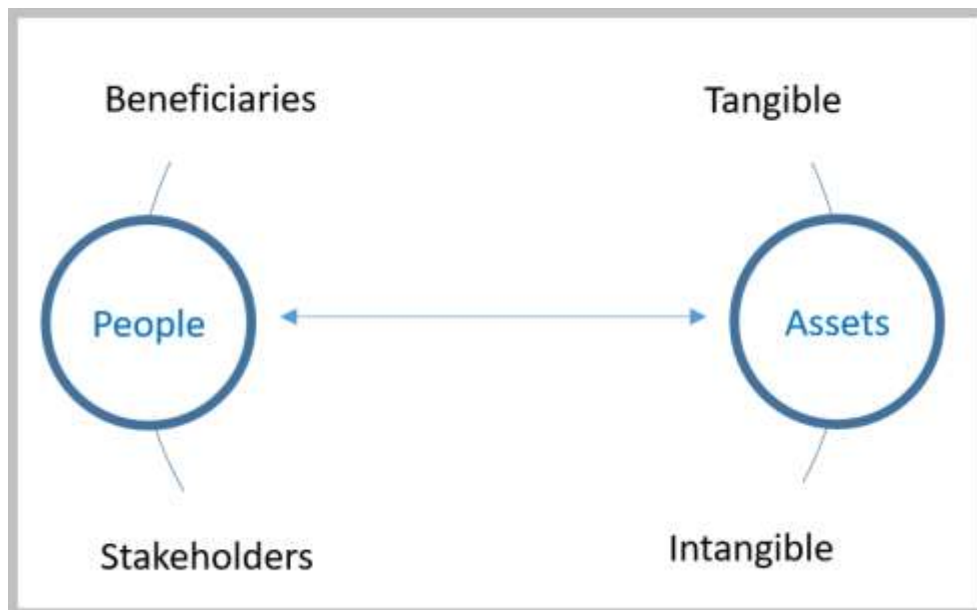 Beneficiaries
Tangible
People
Assets
Stakeholders
Intangible